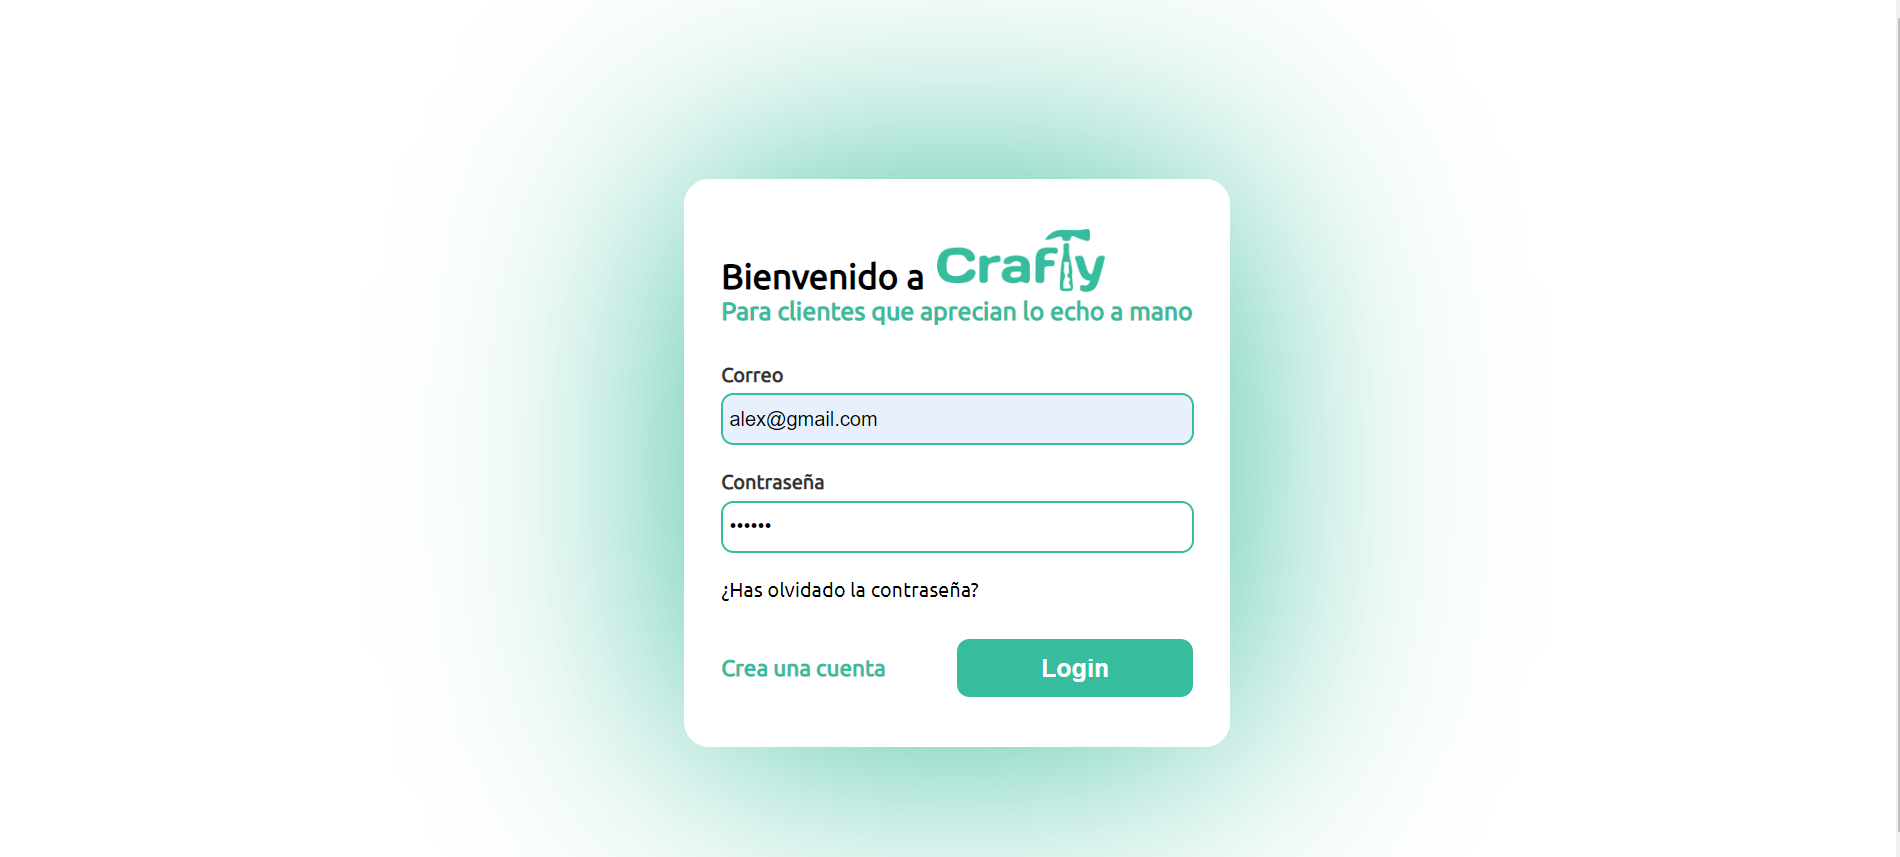 Bienvenido a Crafty
Para clientes que aprecian lo echo a mano
Correo
alex@gmail.com
Contraseña
••••••
¿Has olvidado la contraseña?
Crea una cuenta
Login